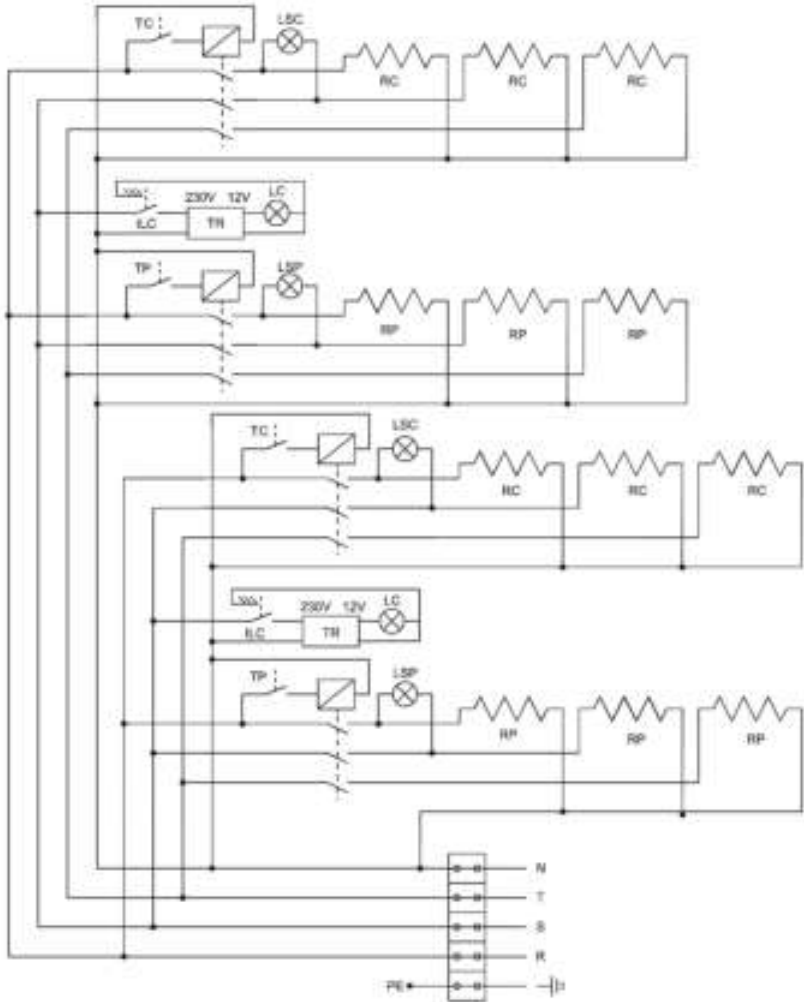 TC LSC
RC RC RC
230V 12V LC
ILC TR
TP LSP
RP RP RP
TC LSC
RC RC RC
230V 12V LC
ILC TR
TP LSP
RP RP RP
N
T
S
R
PE